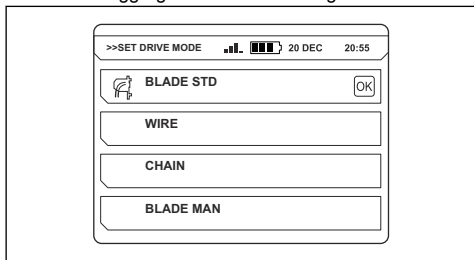 >>SET DRIVE MODE 20 DEC 20:55
BLADE STD OK
WIRE
CHAIN
BLADE MAN